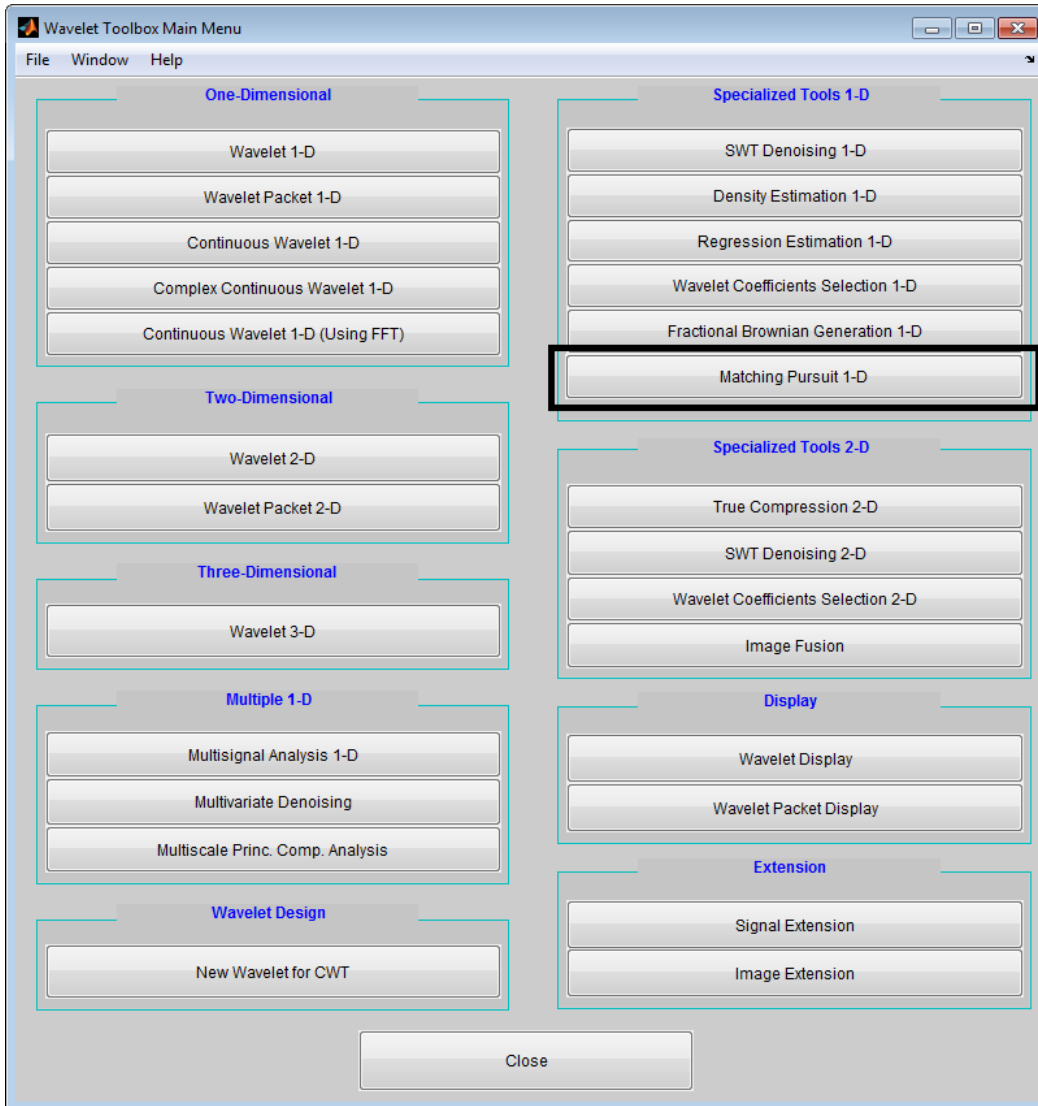 Wavelet Toolbox Main Menu
File Window Help
One-Dimensional
Wavelet 1-D
Wavelet Packet 1-D
Continuous Wavelet 1-D
Complex Continuous Wavelet 1-D
Continuous Wavelet 1-D (Using FFT)
Two-Dimensional
Wavelet 2-D
Wavelet Packet 2-D
Three-Dimensional
Wavelet 3-D
Multiple 1-D
Multisignal Analysis 1-D
Multivariate Denoising
Multiscale Princ. Comp. Analysis
Wavelet Design
New Wavelet for CWT
Specialized Tools 1-D
SWT Denoising 1-D
Density Estimation 1-D
Regression Estimation 1-D
Wavelet Coefficients Selection 1-D
Fractional Brownian Generation 1-D
Matching Pursuit 1-D
Specialized Tools 2-D
True Compression 2-D
SWT Denoising 2-D
Wavelet Coefficients Selection 2-D
Image Fusion
Display
Wavelet Display
Wavelet Packet Display
Extension
Signal Extension
Image Extension
Close